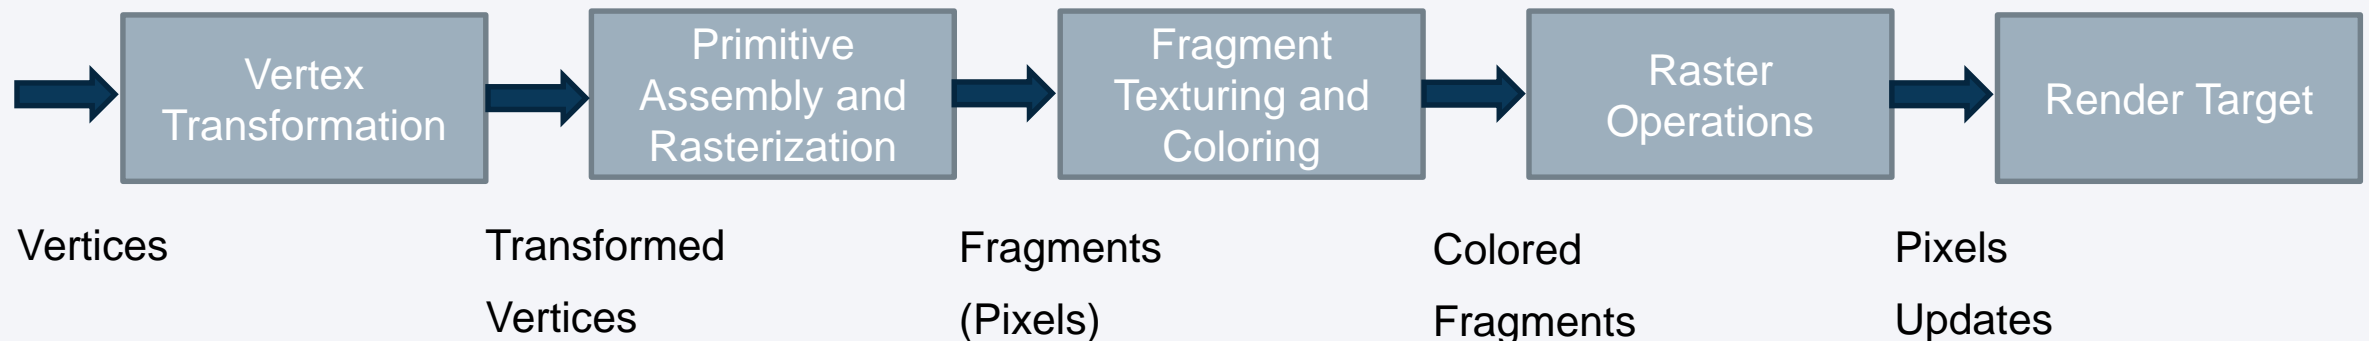 Vertex
Transformation
Primitive
Assembly and
Rasterization
Fragment
Texturing and
Coloring
Raster
Operations
Render Target
Vertices
Transformed
Vertices
Fragments
(Pixels)
Colored
Fragments
Pixels
Updates